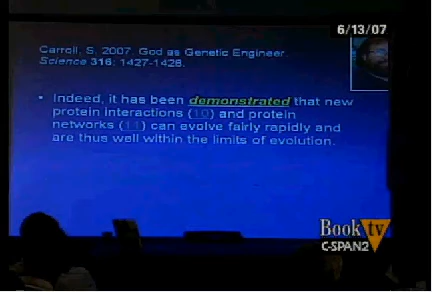 6/13/07
Carroll, S. 2007. God as Genetic Engineer.
Science 316: 1427-1428.
• Indeed, it has been demonstrated that new
protein interactions (10) and protein
networks (11) can evolve fairly rapidly and
are thus well within the limits of evolution.
Book tv
C-SPAN2